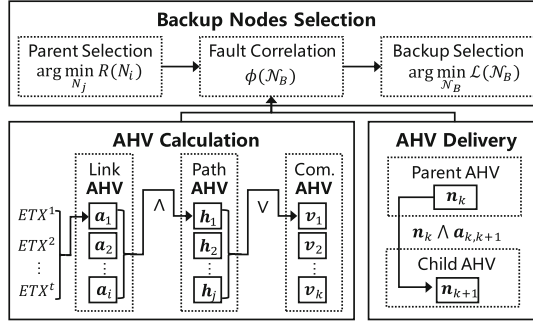 Backup Nodes Selection
Parent Selection
arg min R(N_i)
N_j
Fault Correlation
ϕ(𝒩_B)
Backup Selection
arg min ℒ(𝒩_B)
𝒩_B
AHV Calculation
Link
AHV
Path
AHV
Com.
AHV
ETX^1
ETX^2
⋮
ETX^t
a_1
a_2
⋮
a_i
∧
h_1
h_2
⋮
h_j
∨
v_1
v_2
⋮
v_k
AHV Delivery
Parent AHV
n_k
n_k ∧ a_{k,k+1}
Child AHV
n_{k+1}